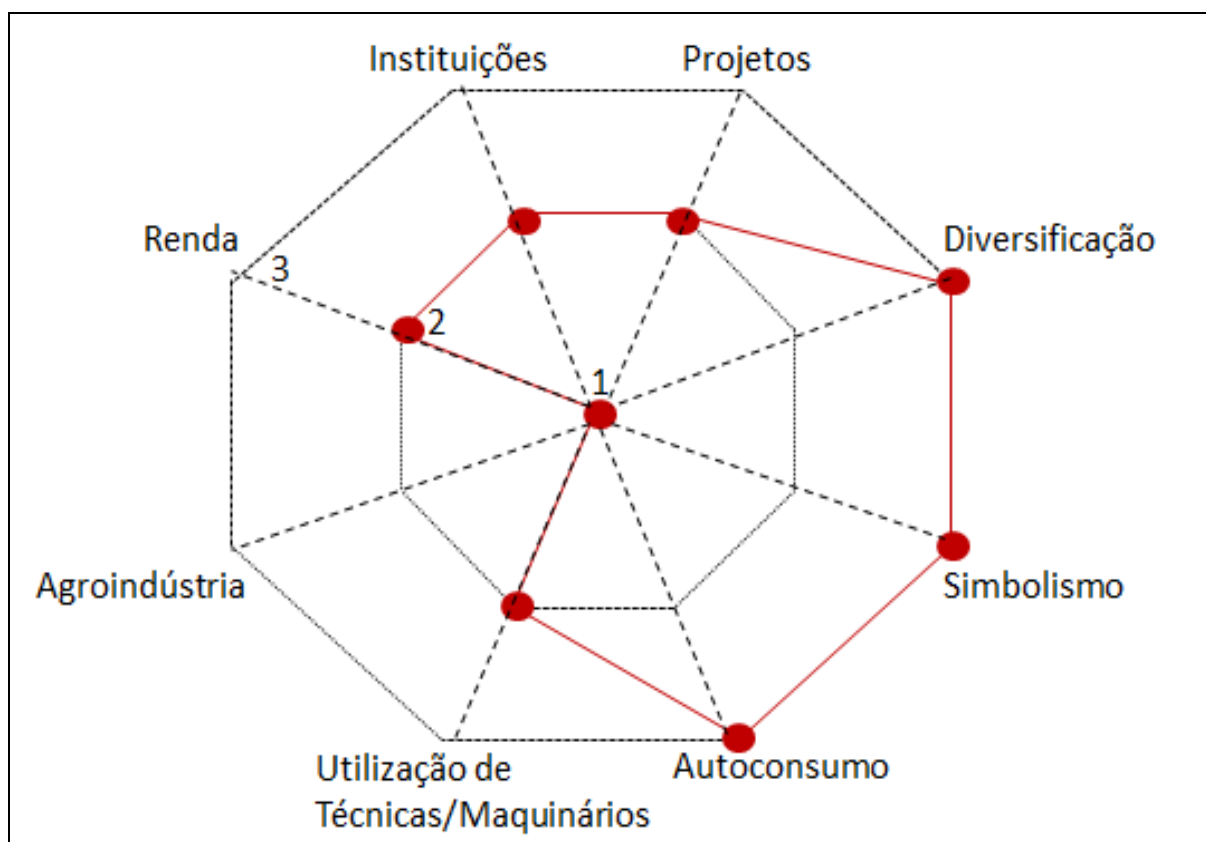 Instituições
Projetos
Renda
Diversificação
3
2
1
Agroindústria
Simbolismo
Utilização de
Técnicas/Maquinários
Autoconsumo